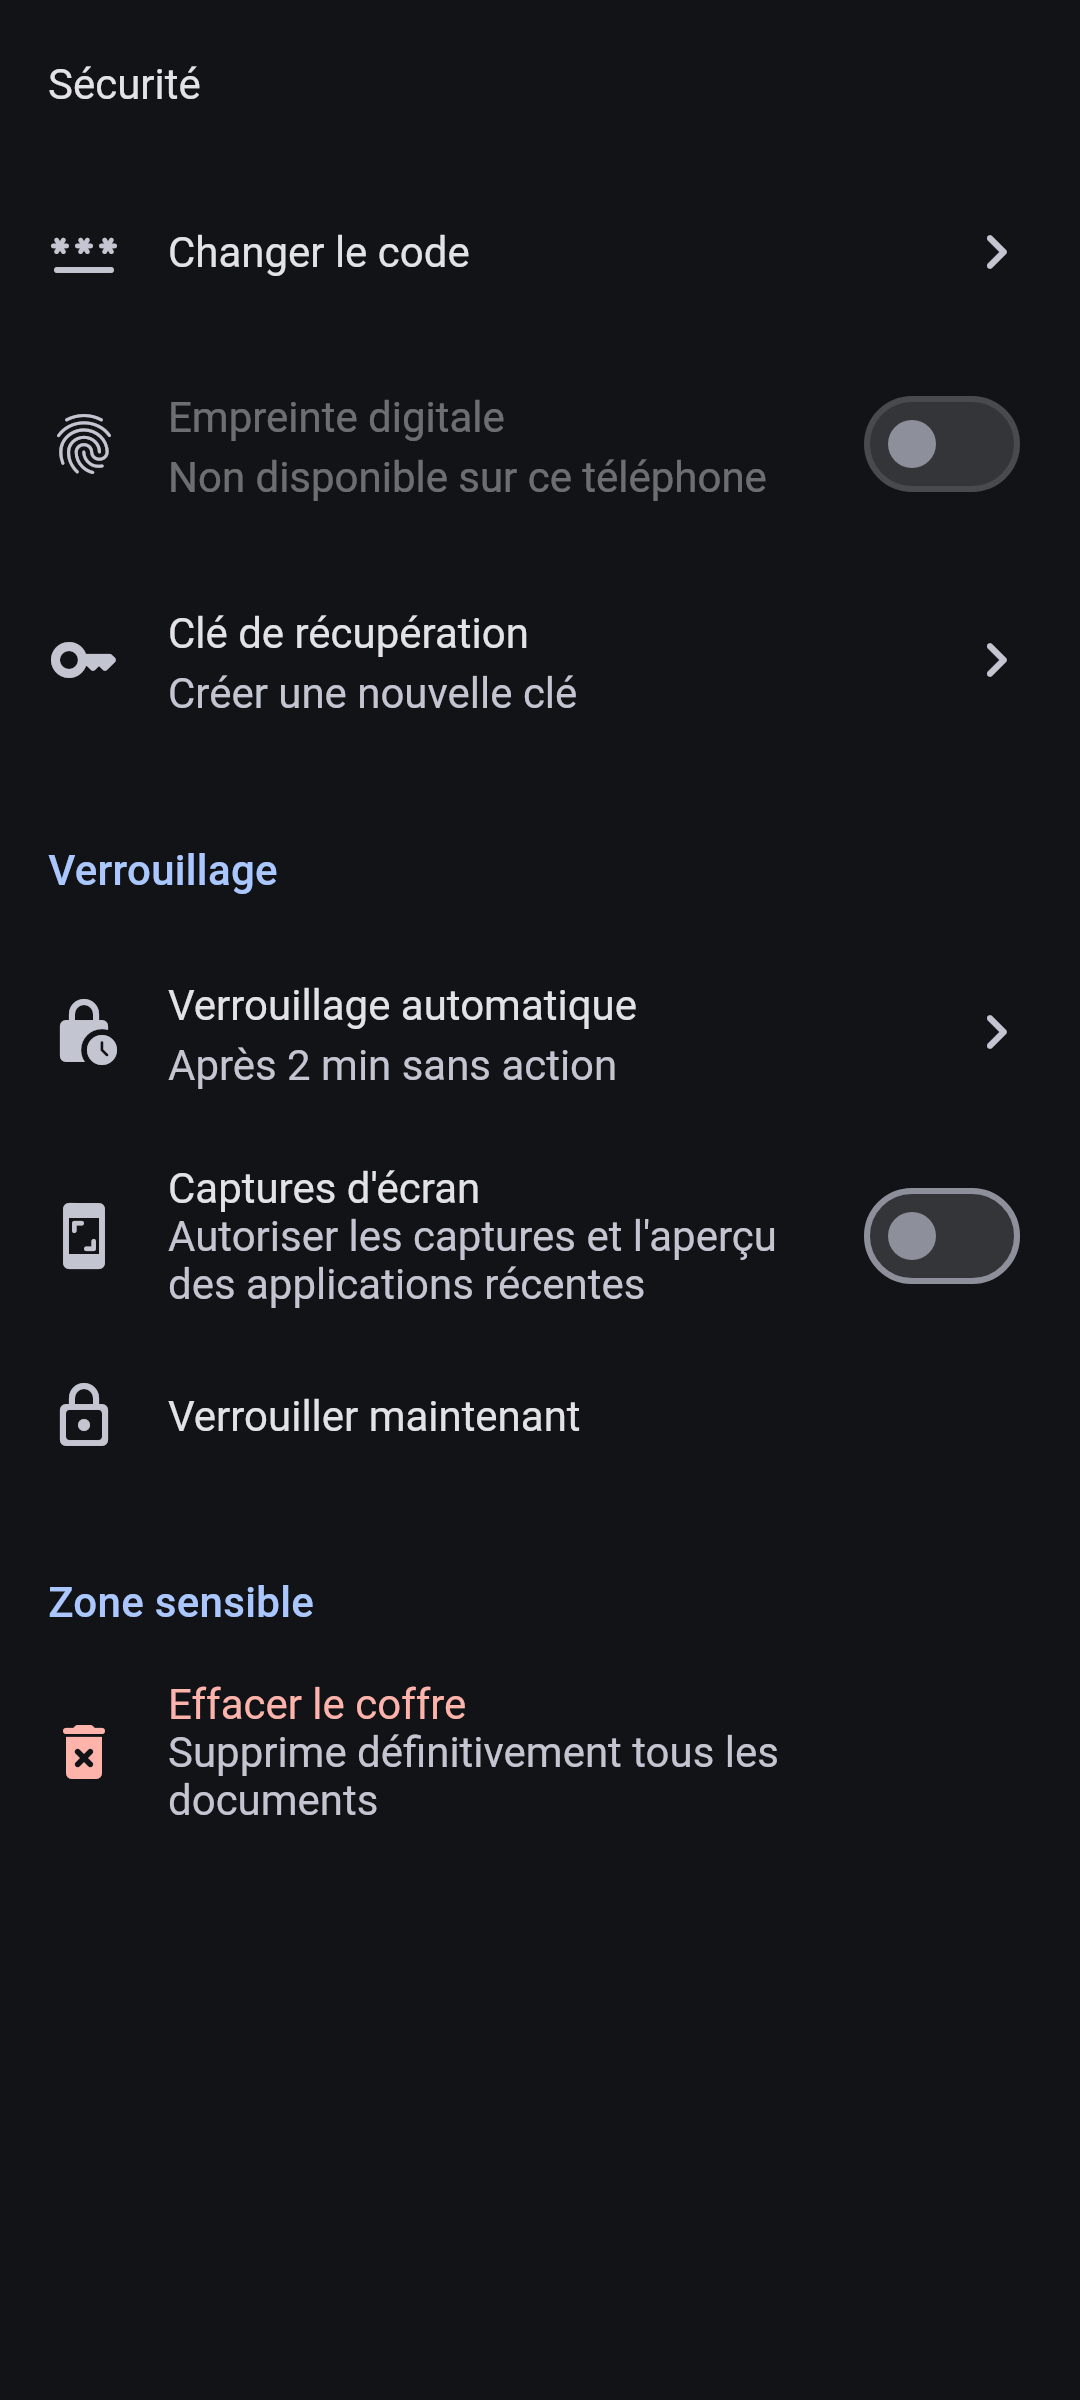 Sécurité
Changer le code
Empreinte digitale
Non disponible sur ce téléphone
Clé de récupération
Créer une nouvelle clé
Verrouillage
Verrouillage automatique
Après 2 min sans action
Captures d'écran
Autoriser les captures et l'aperçu
des applications récentes
Verrouiller maintenant
Zone sensible
Effacer le coffre
Supprime définitivement tous les
documents